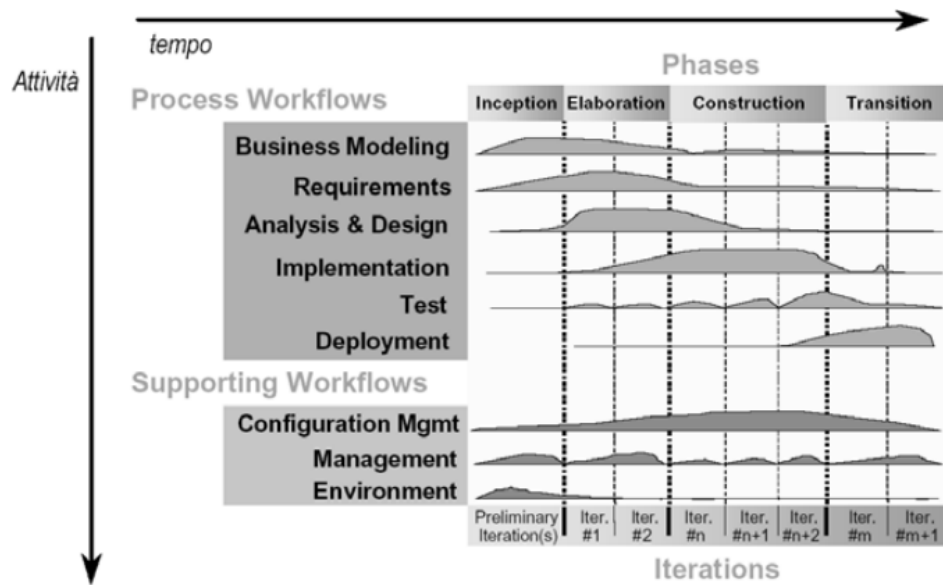 tempo
Attività
Phases
Process Workflows
Inception Elaboration Construction Transition
Business Modeling
Requirements
Analysis & Design
Implementation
Test
Deployment
Supporting Workflows
Configuration Mgmt
Management
Environment
Preliminary Iter. Iter. Iter. Iter. Iter. Iter. Iter.
Iteration(s) #1 #2 #n #n+1 #n+2 #m #m+1
Iterations